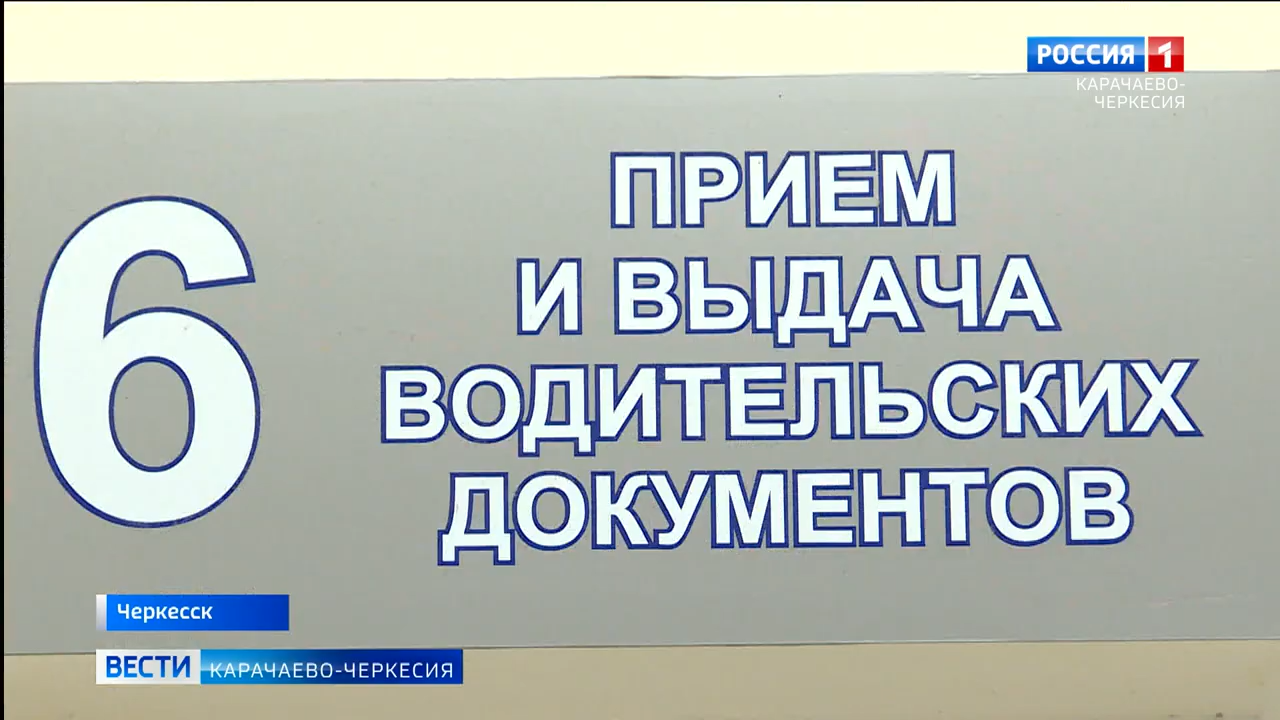 РОССИЯ 1
КАРАЧАЕВО-
ЧЕРКЕСИЯ
6
ПРИЕМ
И ВЫДАЧА
ВОДИТЕЛЬСКИХ
ДОКУМЕНТОВ
Черкесск
ВЕСТИ КАРАЧАЕВО-ЧЕРКЕСИЯ